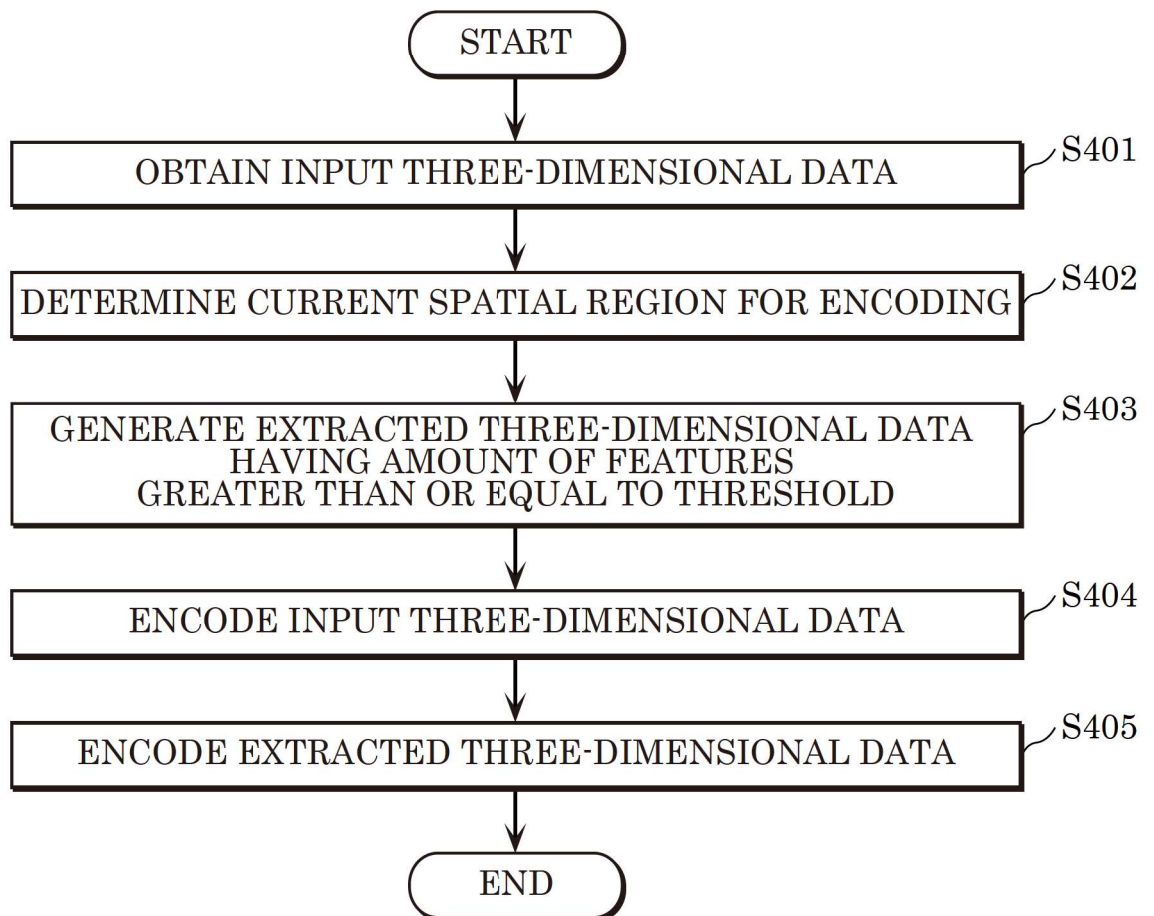 START
OBTAIN INPUT THREE-DIMENSIONAL DATA
S401
DETERMINE CURRENT SPATIAL REGION FOR ENCODING
S402
GENERATE EXTRACTED THREE-DIMENSIONAL DATA
HAVING AMOUNT OF FEATURES
GREATER THAN OR EQUAL TO THRESHOLD
S403
ENCODE INPUT THREE-DIMENSIONAL DATA
S404
ENCODE EXTRACTED THREE-DIMENSIONAL DATA
S405
END